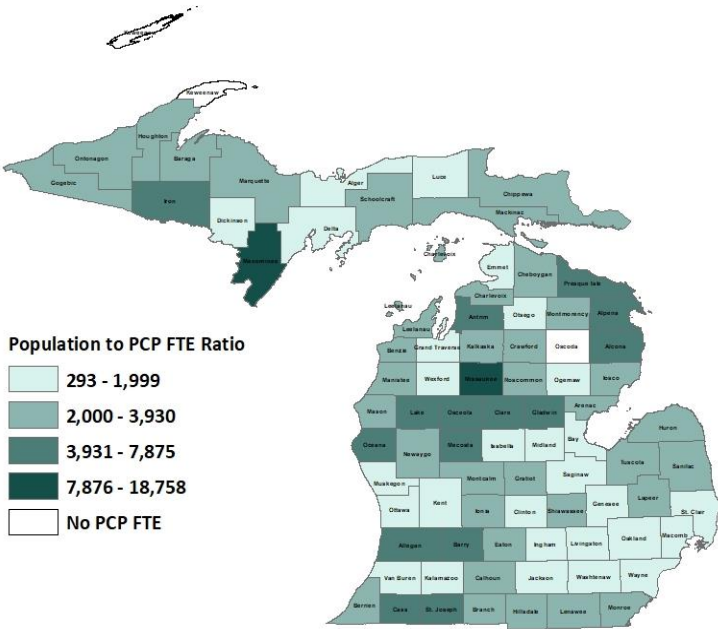 Keweenaw
Keweenaw
Houghton
Ontonagon
Baraga
Gogebic
Marquette
Iron
Dickinson
Menominee
Alger
Delta
Schoolcraft
Luce
Chippewa
Mackinac
Charlevoix
Emmet
Cheboygan
Presque Isle
Charlevoix
Leelanau
Leelanau
Antrim
Otsego
Montmorency
Alpena
Benzie
Grand Traverse
Kalkaska
Crawford
Oscoda
Alcona
Manistee
Wexford
Missaukee
Roscommon
Ogemaw
Iosco
Mason
Lake
Osceola
Clare
Gladwin
Arenac
Oceana
Newaygo
Mecosta
Isabella
Midland
Bay
Huron
Tuscola
Sanilac
Muskegon
Montcalm
Gratiot
Saginaw
Ottawa
Kent
Ionia
Clinton
Shiawassee
Genesee
Lapeer
St. Clair
Allegan
Barry
Eaton
Ingham
Livingston
Oakland
Macomb
Van Buren
Kalamazoo
Calhoun
Jackson
Washtenaw
Wayne
Berrien
Cass
St. Joseph
Branch
Hillsdale
Lenawee
Monroe
Population to PCP FTE Ratio
293 - 1,999
2,000 - 3,930
3,931 - 7,875
7,876 - 18,758
No PCP FTE